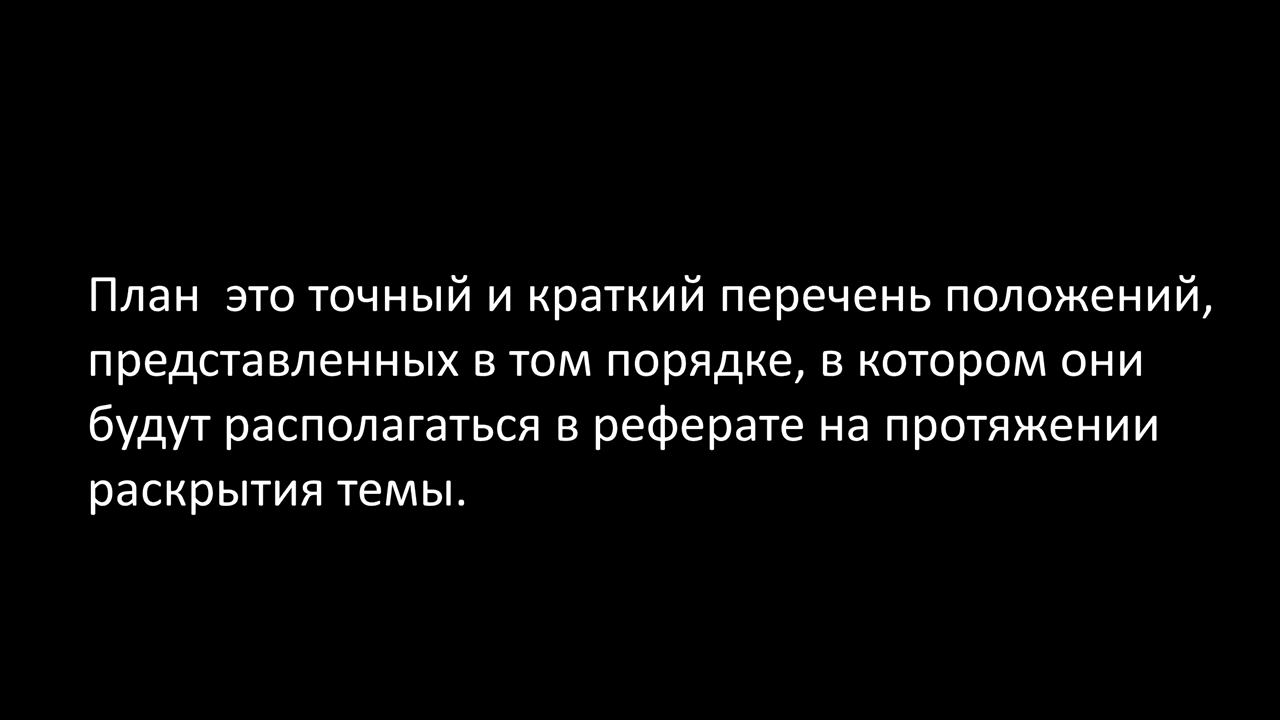 План  это точный и краткий перечень положений,
представленных в том порядке, в котором они
будут располагаться в реферате на протяжении
раскрытия темы.